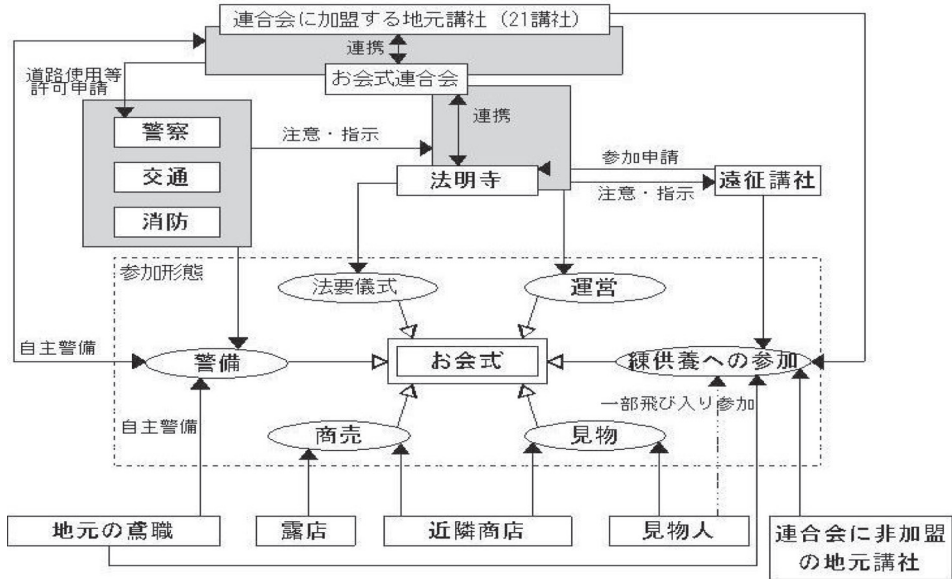 連合会に加盟する地元講社（21講社）
連携
道路使用等
許可申請
お会式連合会
連携
警察
注意・指示
参加申請
交通
法明寺
遠征講社
注意・指示
消防
参加形態
法要儀式
運営
自主警備
警備
お会式
練供養への参加
一部飛び入り参加
自主警備
商売
見物
地元の鳶職
露店
近隣商店
見物人
連合会に非加盟
の地元講社